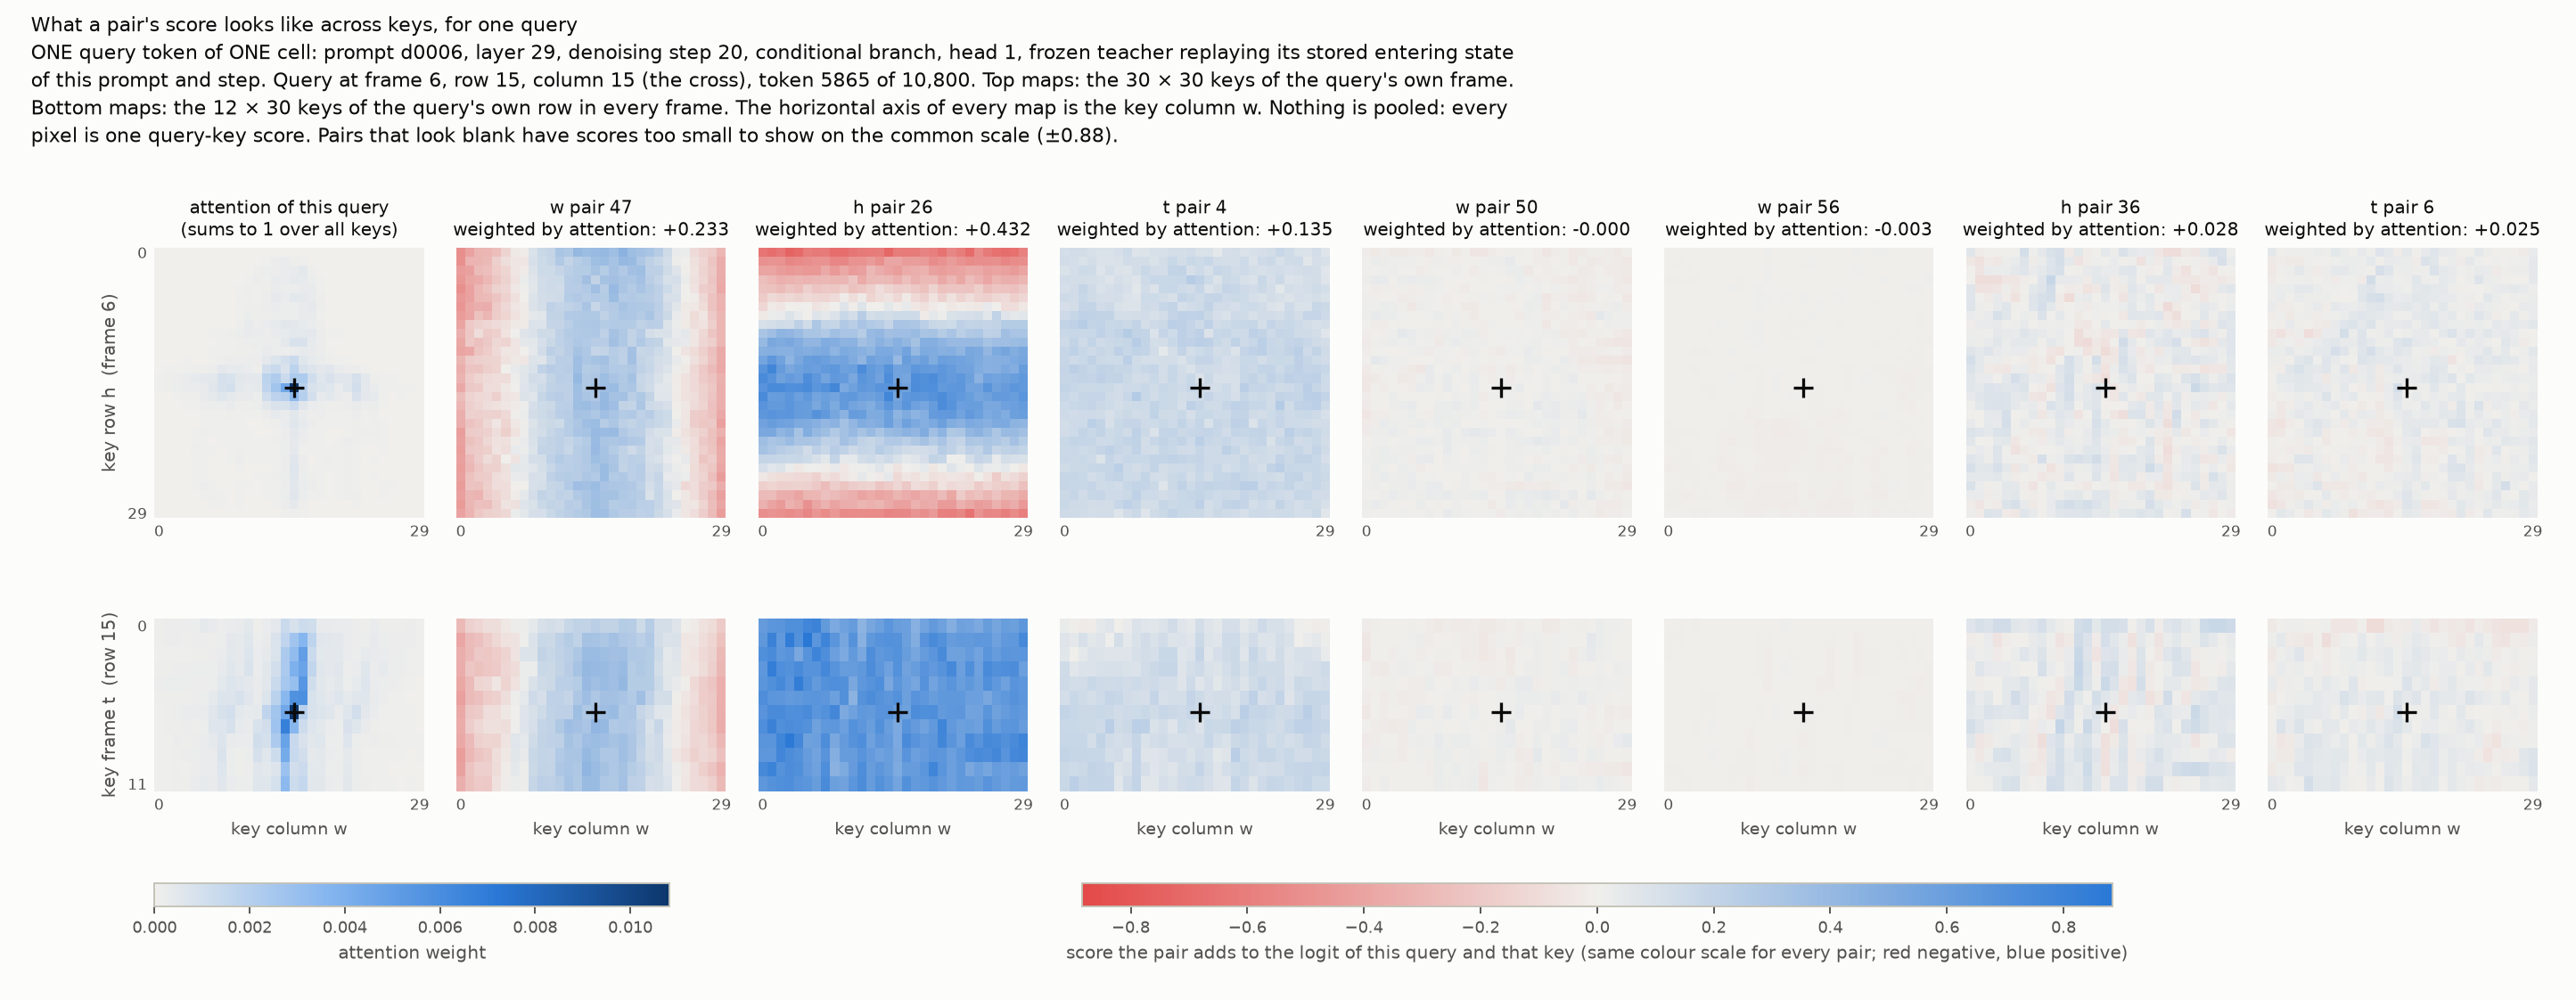 What a pair's score looks like across keys, for one query
ONE query token of ONE cell: prompt d0006, layer 29, denoising step 20, conditional branch, head 1, frozen teacher replaying its stored entering state
of this prompt and step. Query at frame 6, row 15, column 15 (the cross), token 5865 of 10,800. Top maps: the 30 × 30 keys of the query's own frame.
Bottom maps: the 12 × 30 keys of the query's own row in every frame. The horizontal axis of every map is the key column w. Nothing is pooled: every
pixel is one query-key score. Pairs that look blank have scores too small to show on the common scale (±0.88).
attention of this query
(sums to 1 over all keys)
w pair 47
weighted by attention: +0.233
h pair 26
weighted by attention: +0.432
t pair 4
weighted by attention: +0.135
w pair 50
weighted by attention: -0.000
w pair 56
weighted by attention: -0.003
h pair 36
weighted by attention: +0.028
t pair 6
weighted by attention: +0.025
key row h (frame 6)
0
29
0 29
0 29
0 29
0 29
0 29
0 29
0 29
0 29
key frame t (row 15)
0
11
0 29
0 29
0 29
0 29
0 29
0 29
0 29
0 29
key column w
key column w
key column w
key column w
key column w
key column w
key column w
key column w
0.000 0.002 0.004 0.006 0.008 0.010
attention weight
−0.8 −0.6 −0.4 −0.2 0.0 0.2 0.4 0.6 0.8
score the pair adds to the logit of this query and that key (same colour scale for every pair; red negative, blue positive)